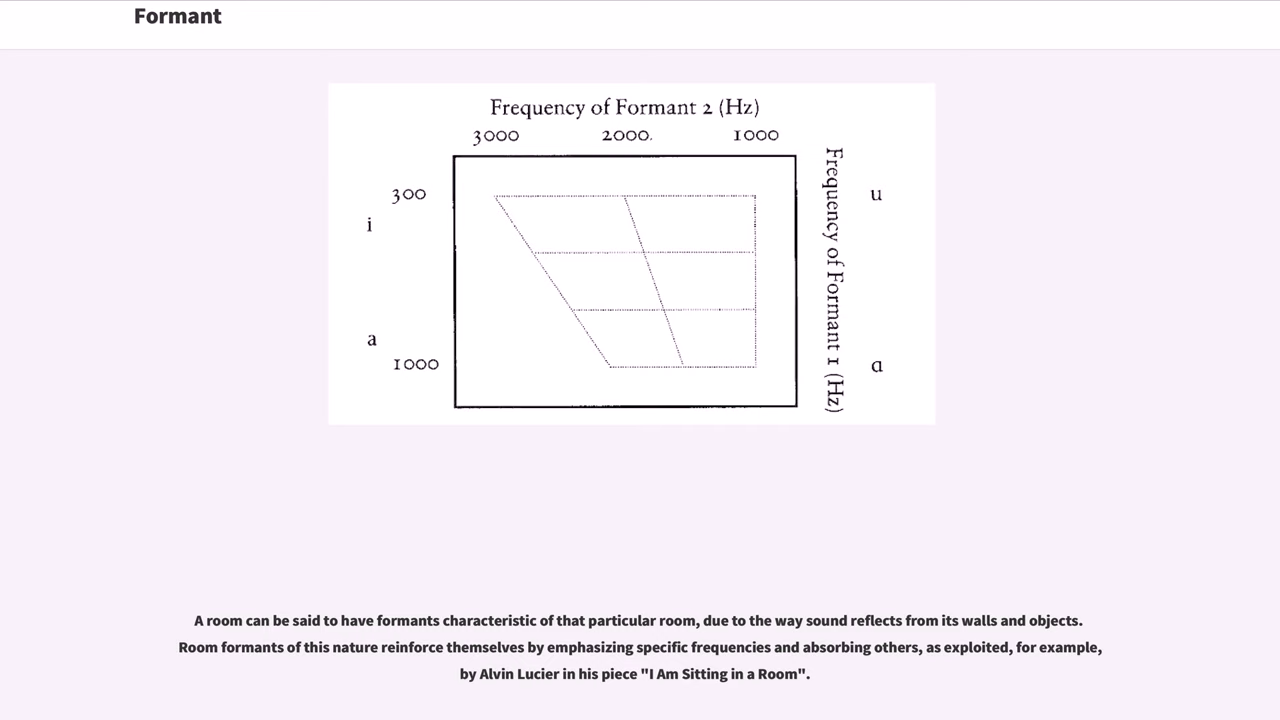 Formant
Frequency of Formant 2 (Hz)
3000 2000. 1000
300
i
a
1000
Frequency of Formant 1 (Hz)
u
ɑ
A room can be said to have formants characteristic of that particular room, due to the way sound reflects from its walls and objects.
Room formants of this nature reinforce themselves by emphasizing specific frequencies and absorbing others, as exploited, for example,
by Alvin Lucier in his piece "I Am Sitting in a Room".